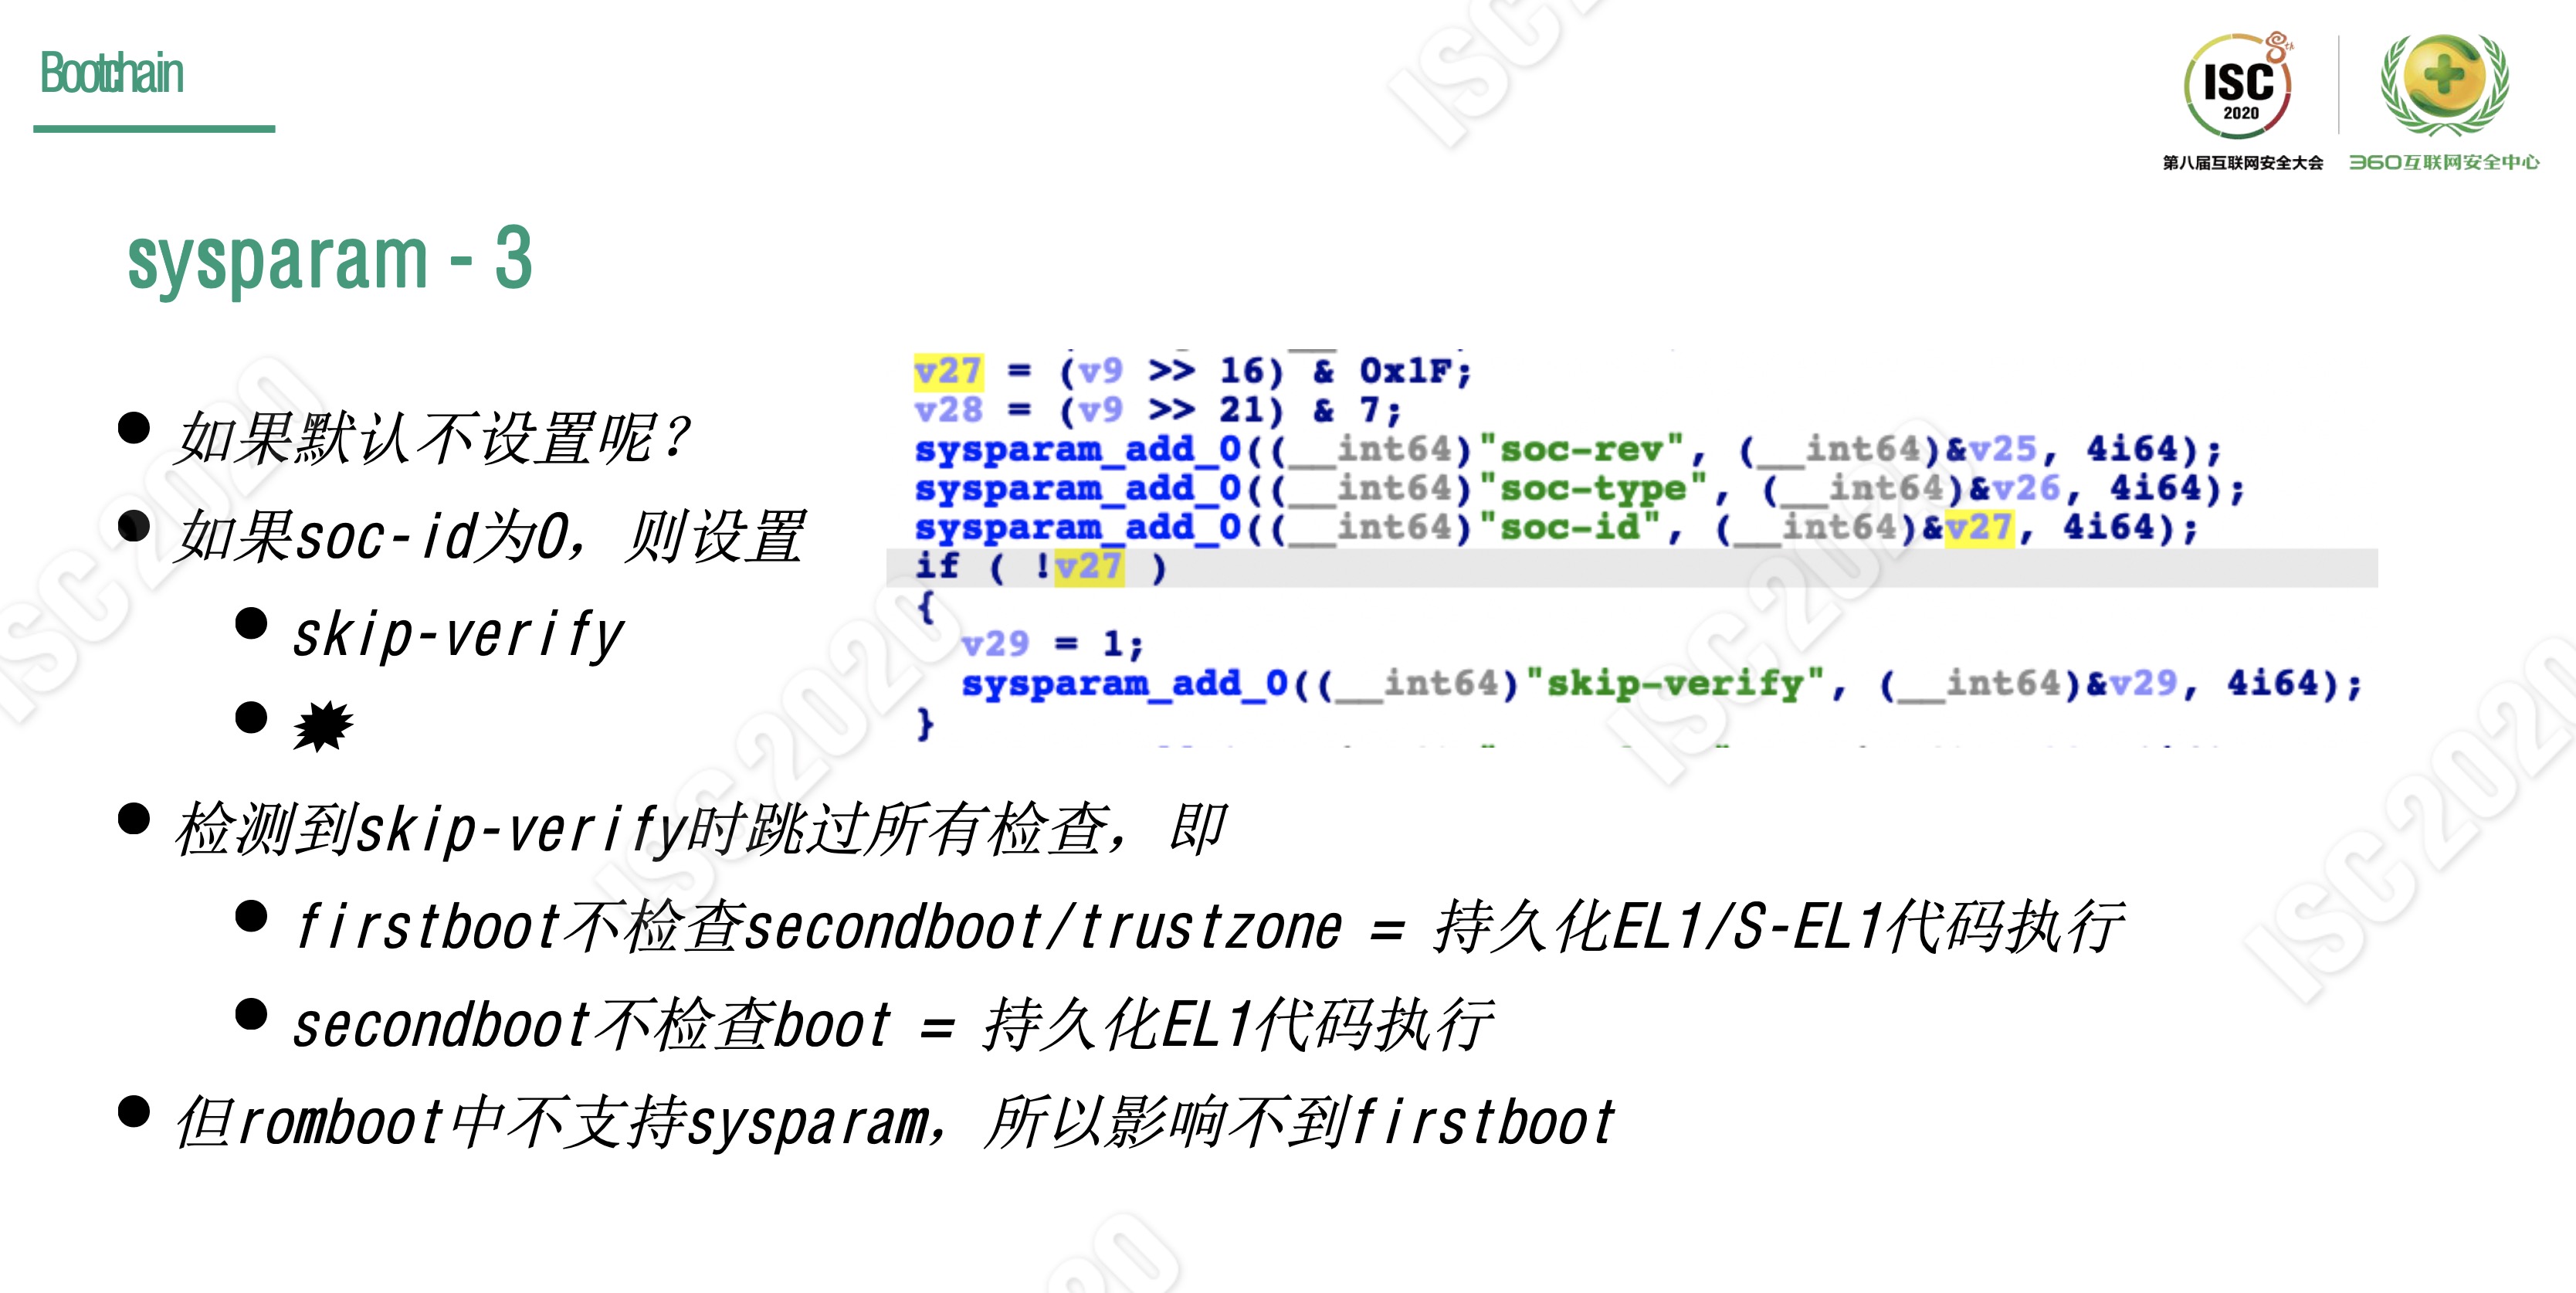 Bootchain
ISC
8th
2020
第八届互联网安全大会
360互联网安全中心
sysparam - 3
如果默认不设置呢？
如果soc-id为0，则设置
skip-verify
检测到skip-verify时跳过所有检查，即
firstboot不检查secondboot/trustzone = 持久化EL1/S-EL1代码执行
secondboot不检查boot = 持久化EL1代码执行
但romboot中不支持sysparam，所以影响不到firstboot
v27 = (v9 >> 16) & 0x1F;
v28 = (v9 >> 21) & 7;
sysparam_add_0((__int64)"soc-rev", (__int64)&v25, 4i64);
sysparam_add_0((__int64)"soc-type", (__int64)&v26, 4i64);
sysparam_add_0((__int64)"soc-id", (__int64)&v27, 4i64);
if ( !v27 )
{
v29 = 1;
sysparam_add_0((__int64)"skip-verify", (__int64)&v29, 4i64);
}
ISC 2020
ISC 2020
ISC 2020
ISC 2020